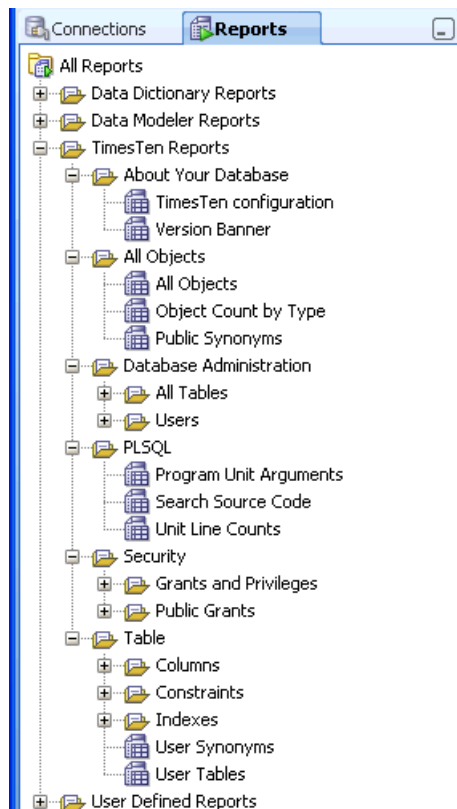 Connections Reports
All Reports
Data Dictionary Reports
Data Modeler Reports
TimesTen Reports
About Your Database
TimesTen configuration
Version Banner
All Objects
All Objects
Object Count by Type
Public Synonyms
Database Administration
All Tables
Users
PLSQL
Program Unit Arguments
Search Source Code
Unit Line Counts
Security
Grants and Privileges
Public Grants
Table
Columns
Constraints
Indexes
User Synonyms
User Tables
User Defined Reports